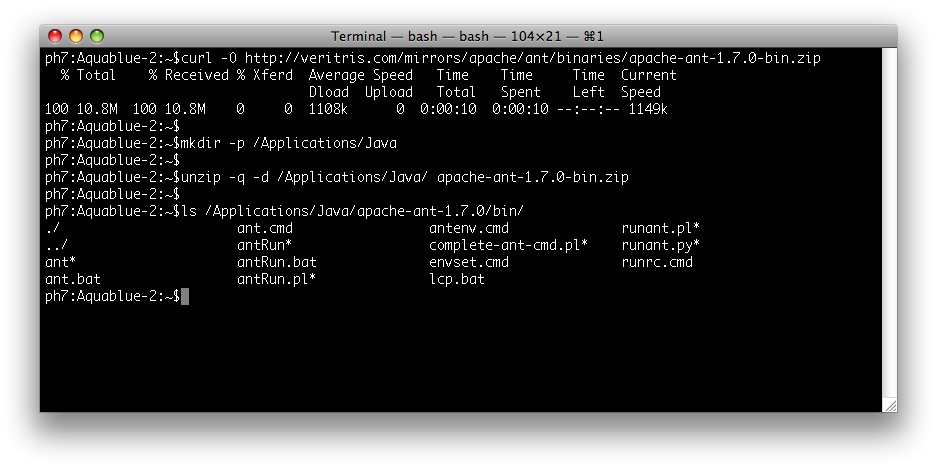 Terminal — bash — bash — 104×21 — ⌘1
ph7:Aquablue-2:~$curl -O http://veritris.com/mirrors/apache/ant/binaries/apache-ant-1.7.0-bin.zip
  % Total    % Received % Xferd  Average Speed   Time    Time     Time  Current
                                 Dload  Upload   Total   Spent    Left  Speed
100 10.8M  100 10.8M    0     0  1108k      0  0:00:10  0:00:10 --:--:-- 1149k
ph7:Aquablue-2:~$
ph7:Aquablue-2:~$mkdir -p /Applications/Java
ph7:Aquablue-2:~$
ph7:Aquablue-2:~$unzip -q -d /Applications/Java/ apache-ant-1.7.0-bin.zip
ph7:Aquablue-2:~$
ph7:Aquablue-2:~$ls /Applications/Java/apache-ant-1.7.0/bin/
./                      ant.cmd                 antenv.cmd              runant.pl*
../                     antRun*                 complete-ant-cmd.pl*    runant.py*
ant*                    antRun.bat              envset.cmd              runrc.cmd
ant.bat                 antRun.pl*              lcp.bat
ph7:Aquablue-2:~$